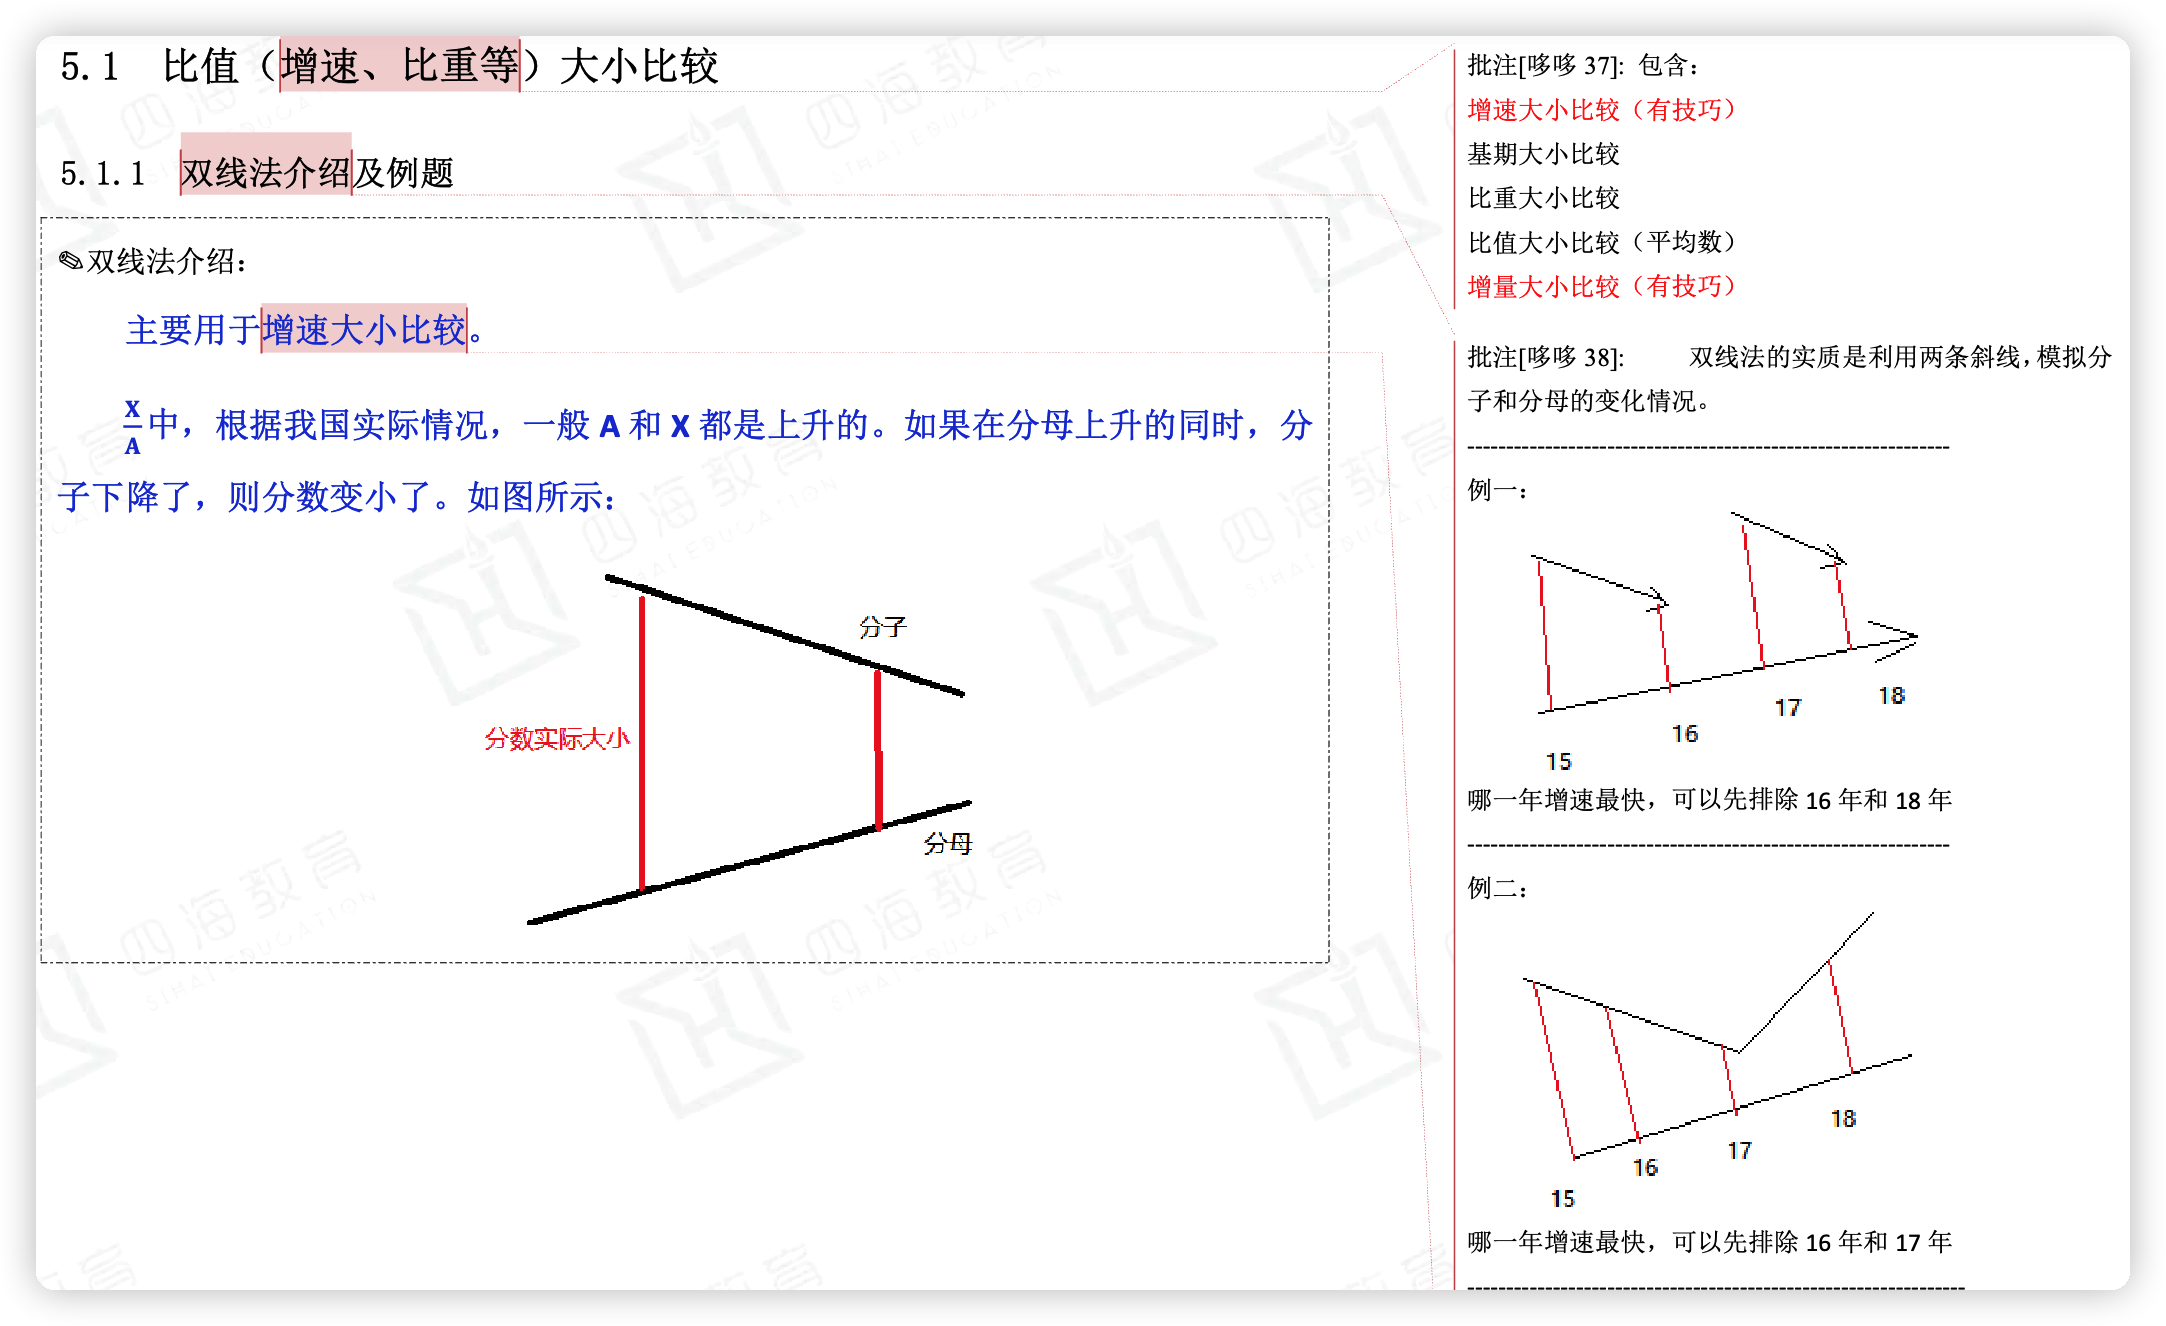 5.1 比值（增速、比重等）大小比较
5.1.1 双线法介绍及例题
✎双线法介绍：
主要用于增速大小比较。
X/A中，根据我国实际情况，一般 A 和 X 都是上升的。如果在分母上升的同时，分
子下降了，则分数变小了。如图所示：
分子
分数实际大小
分母
批注[哆哆 37]: 包含：
增速大小比较（有技巧）
基期大小比较
比重大小比较
比值大小比较（平均数）
增量大小比较（有技巧）
批注[哆哆 38]: 双线法的实质是利用两条斜线，模拟分
子和分母的变化情况。
例一：
15
16
17
18
哪一年增速最快，可以先排除 16 年和 18 年
例二：
15
16
17
18
哪一年增速最快，可以先排除 16 年和 17 年
四海教育
SIHAI EDUCATION